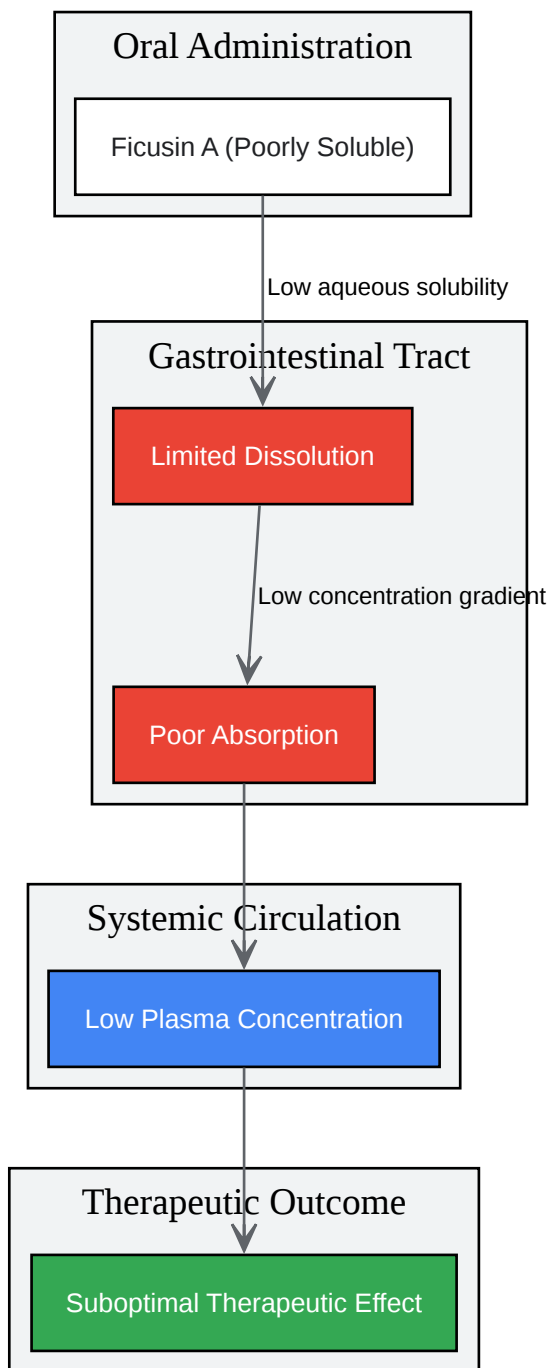 Oral Administration
Ficusin A (Poorly Soluble)
Low aqueous solubility
Gastrointestinal Tract
Limited Dissolution
Low concentration gradient
Poor Absorption
Systemic Circulation
Low Plasma Concentration
Therapeutic Outcome
Suboptimal Therapeutic Effect